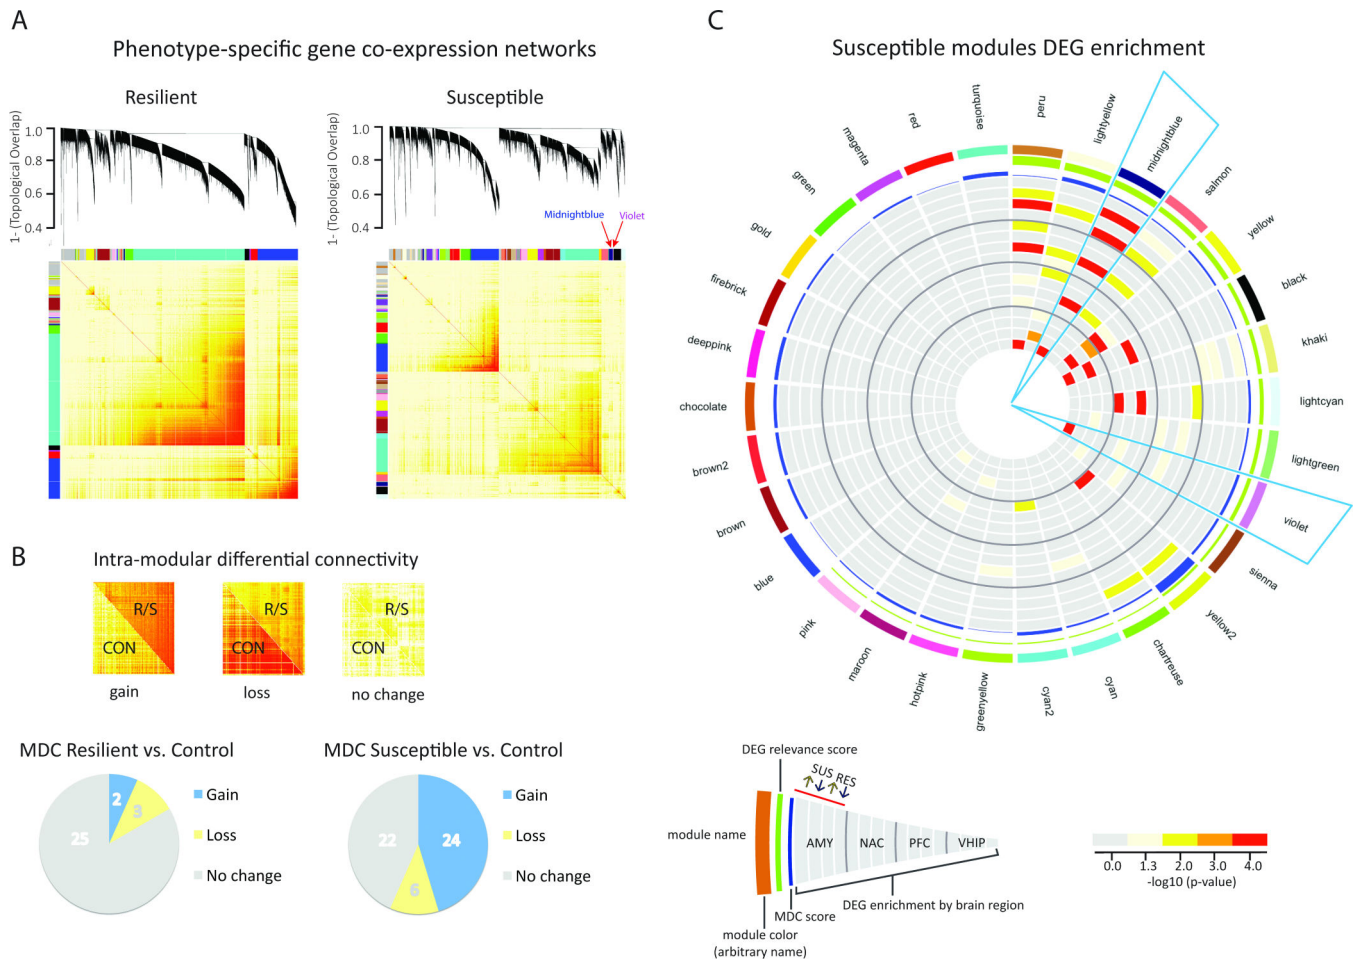 A
Phenotype-specific gene co-expression networks
Resilient
Susceptible
1- (Topological Overlap)
1.0
0.8
0.6
0.4
1- (Topological Overlap)
1.0
0.8
0.6
0.4
Midnightblue
Violet
B
Intra-modular differential connectivity
R/S
CON
gain
R/S
CON
loss
R/S
CON
no change
MDC Resilient vs. Control
2
3
25
Gain
Loss
No change
MDC Susceptible vs. Control
22
24
6
Gain
Loss
No change
C
Susceptible modules DEG enrichment
peru
lightyellow
midnightblue
salmon
yellow
black
khaki
lightcyan
lightgreen
violet
sienna
yellow2
chartreuse
cyan
cyan2
greenyellow
hotpink
maroon
pink
blue
brown
brown2
chocolate
deeppink
firebrick
gold
green
magenta
red
turquoise
DEG relevance score
SUS RES
module name
AMY
NAC
PFC
VHIP
MDC score
DEG enrichment by brain region
module color
(arbitrary name)
0.0
1.3
2.0
3.0
4.0
-log10 (p-value)